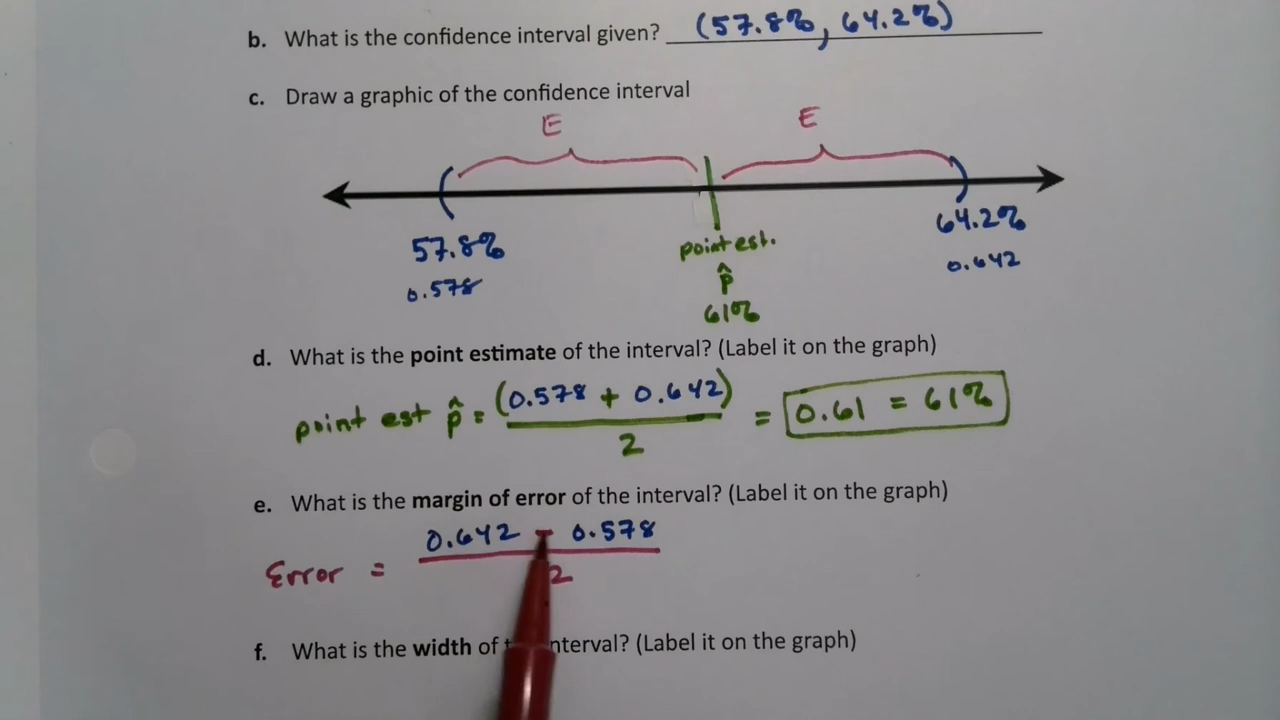 b. What is the confidence interval given? (57.8%, 64.2%)
c. Draw a graphic of the confidence interval
E E
57.8% point est. 64.2%
0.578 p̂ 0.642
61%
d. What is the point estimate of the interval? (Label it on the graph)
point est p̂ = (0.578 + 0.642) / 2 = 0.61 = 61%
e. What is the margin of error of the interval? (Label it on the graph)
0.642 - 0.578
Error =
2
f. What is the width of interval? (Label it on the graph)